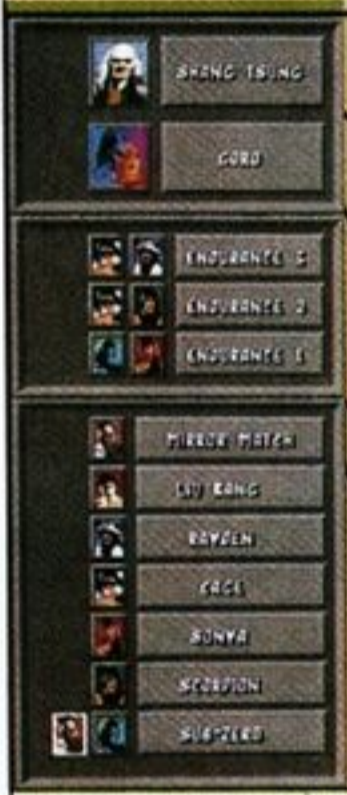 SHANG TSUNG
GORO
ENDURANCE 3
ENDURANCE 2
ENDURANCE 1
MIRROR MATCH
LIU KANG
RAYDEN
CAGE
SONYA
SCORPION
SUB-ZERO